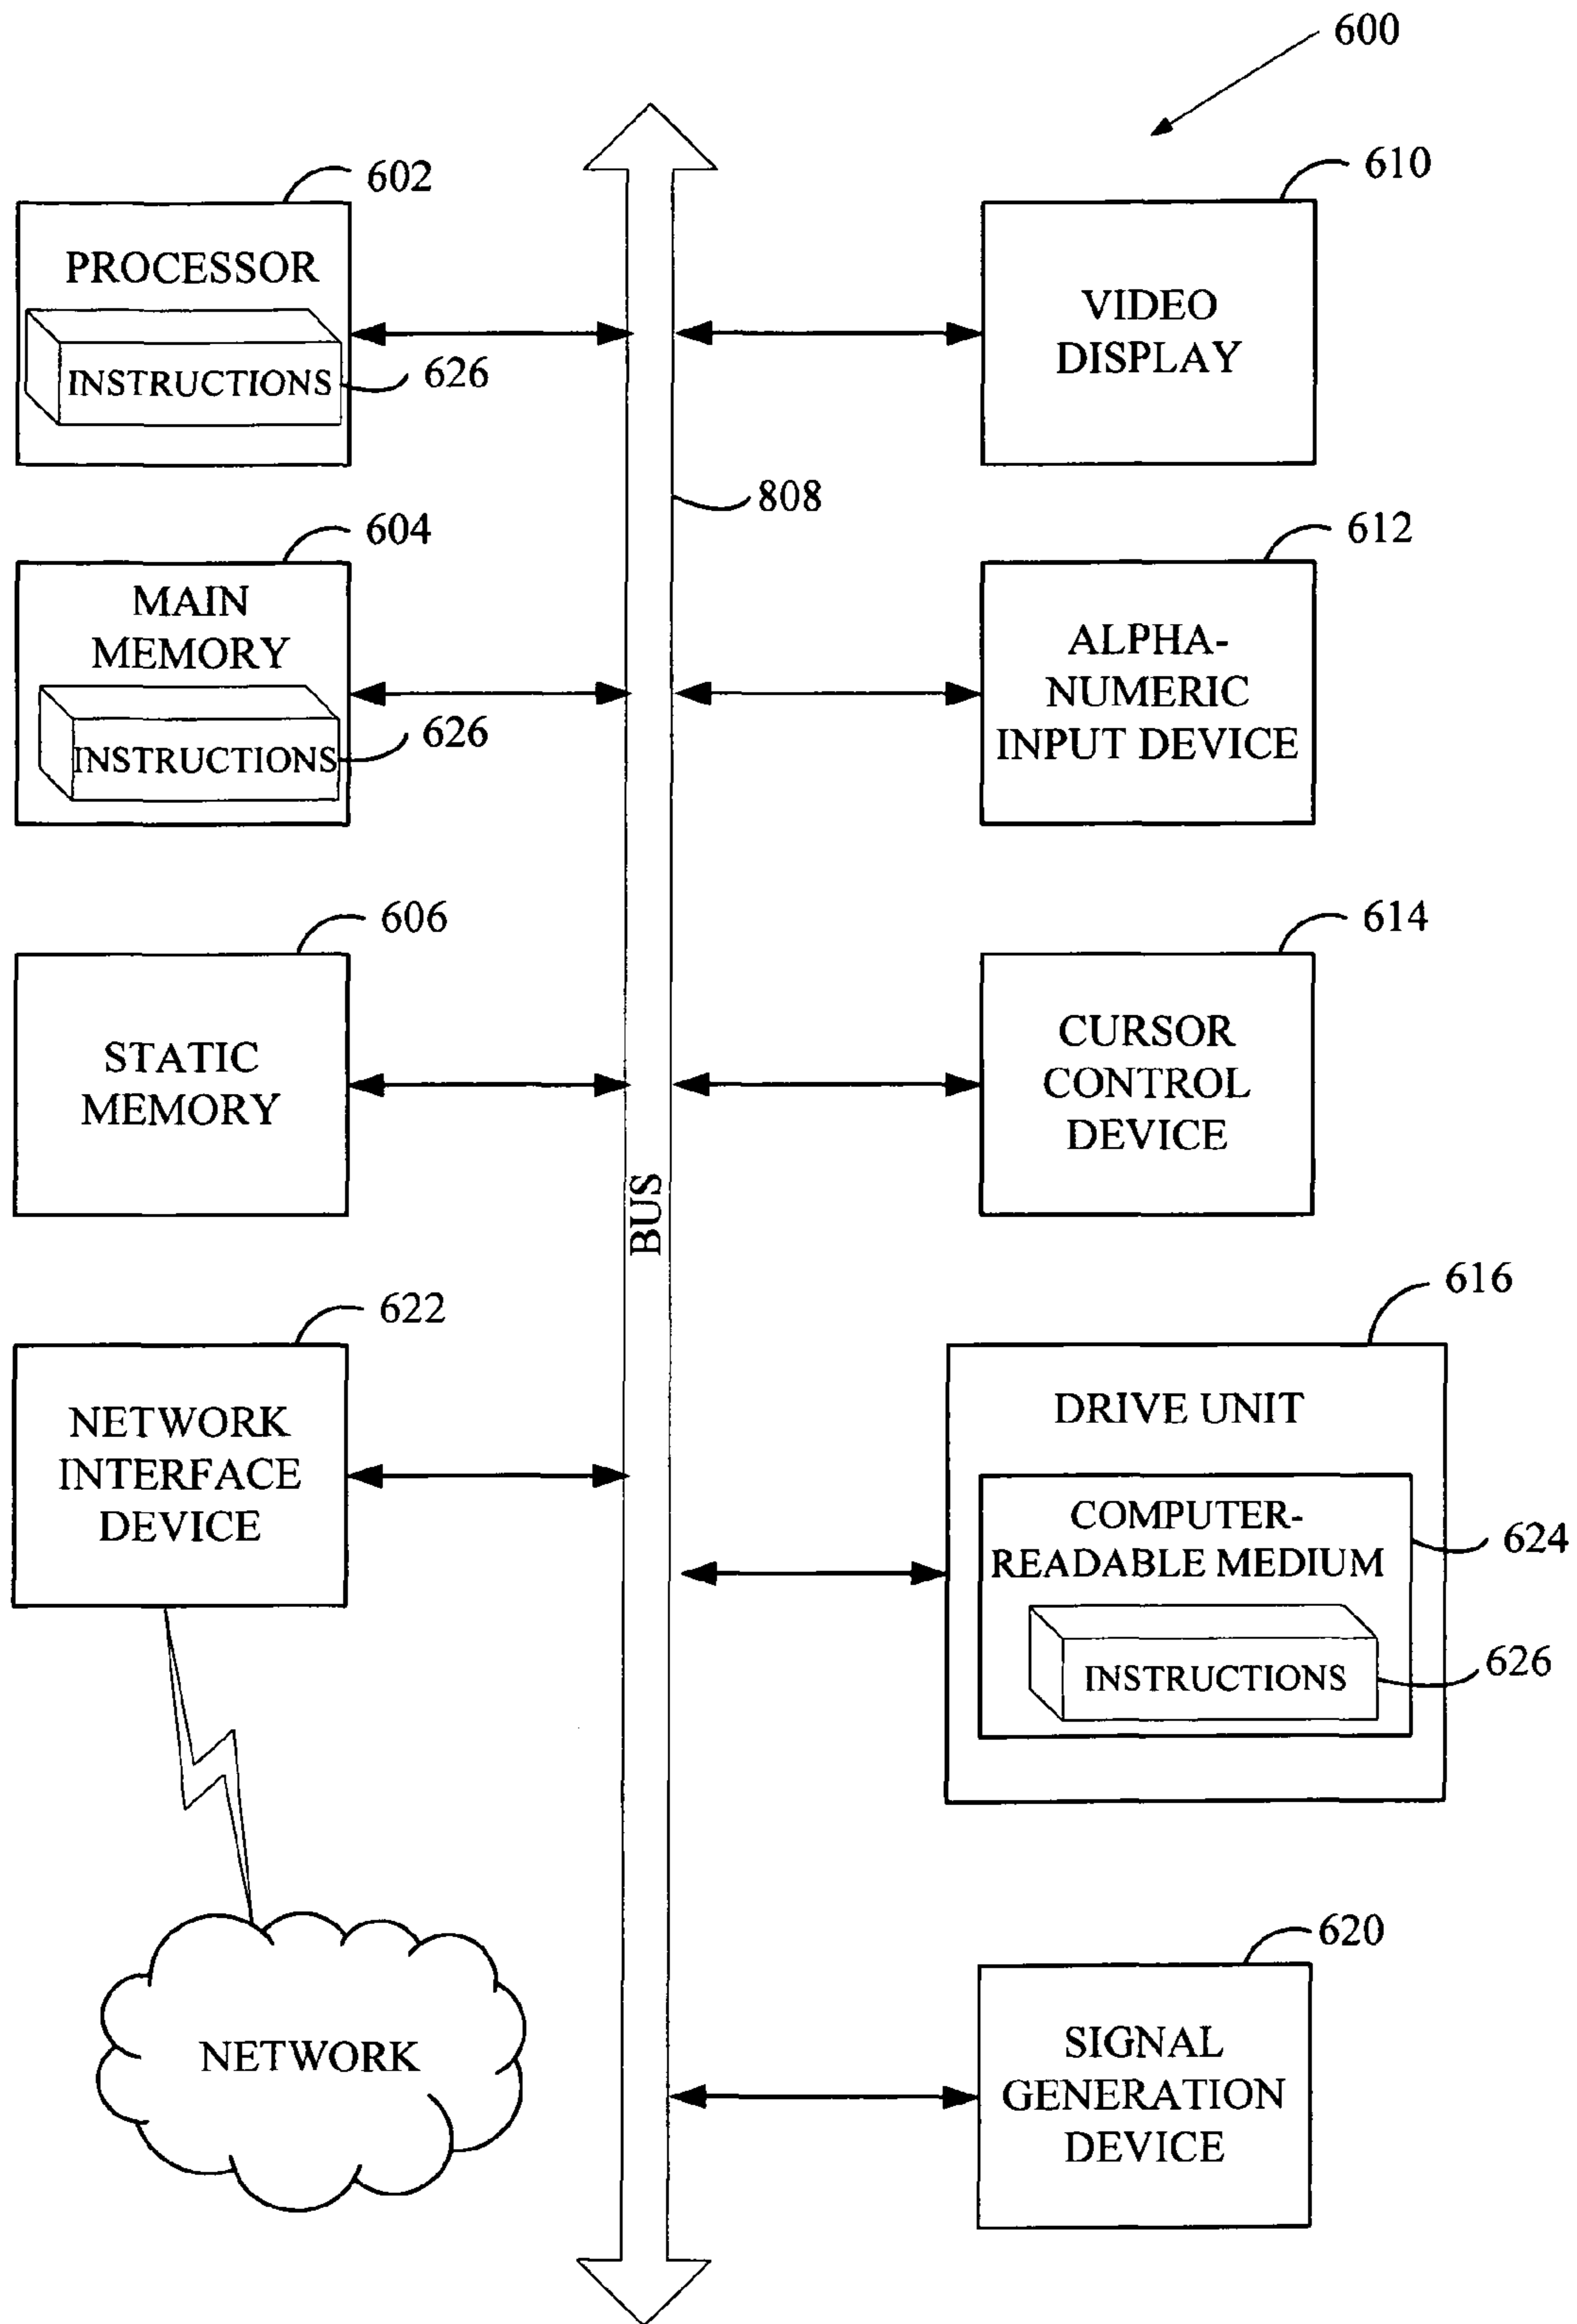 600
602
PROCESSOR
INSTRUCTIONS
626
610
VIDEO
DISPLAY
808
604
MAIN
MEMORY
INSTRUCTIONS
626
612
ALPHA-
NUMERIC
INPUT DEVICE
606
STATIC
MEMORY
614
CURSOR
CONTROL
DEVICE
BUS
622
NETWORK
INTERFACE
DEVICE
616
DRIVE UNIT
COMPUTER-
READABLE MEDIUM
624
INSTRUCTIONS
626
NETWORK
620
SIGNAL
GENERATION
DEVICE